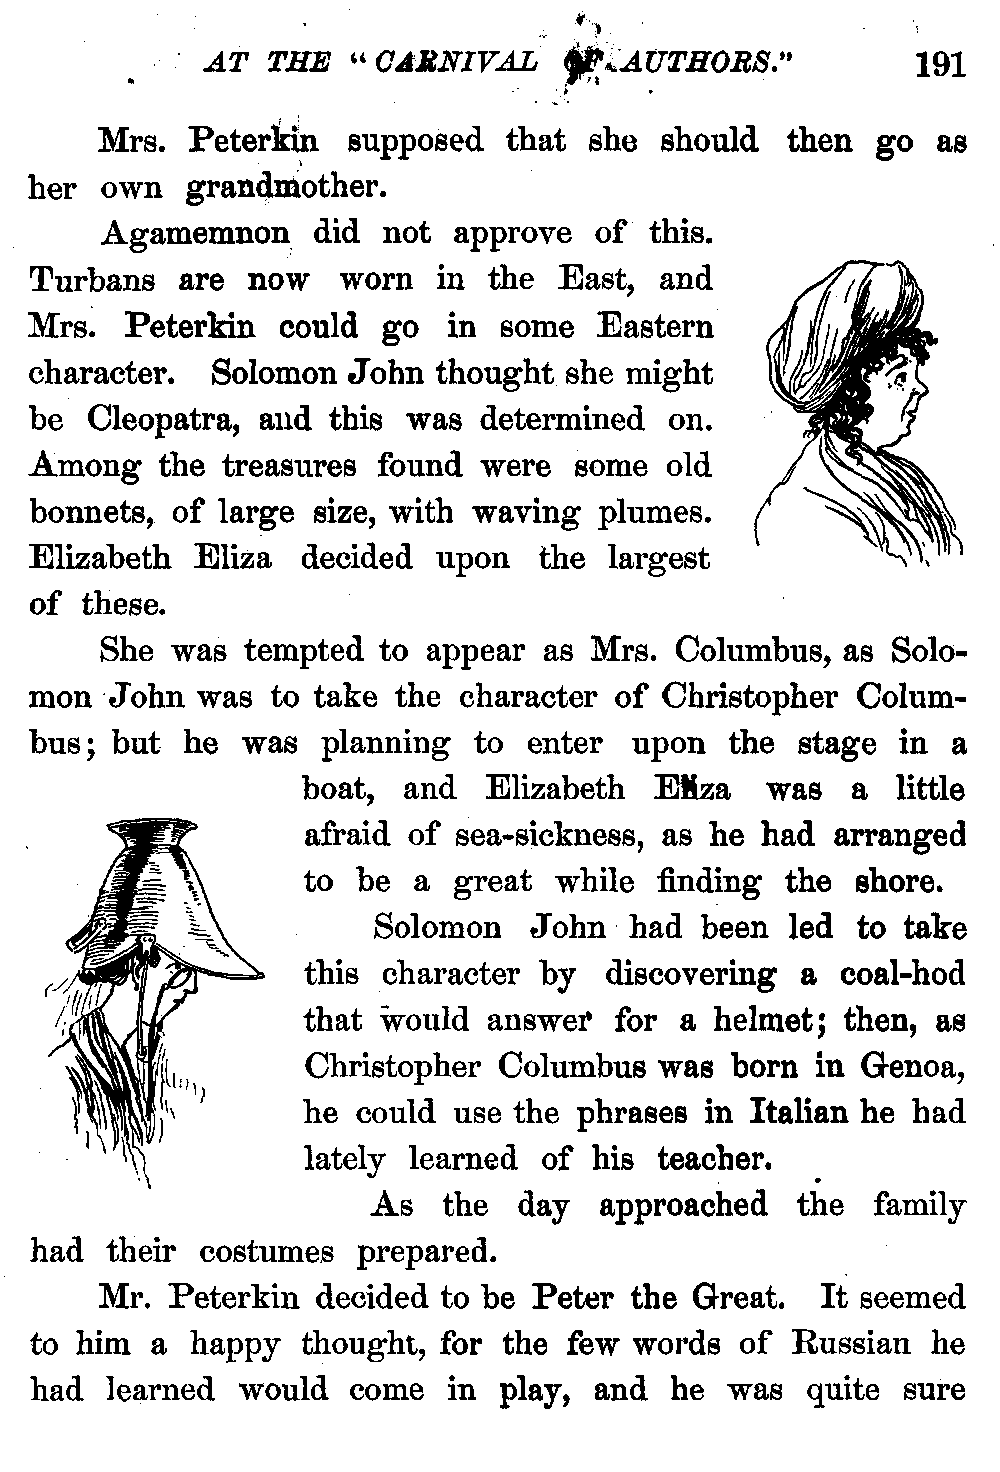 AT THE "CARNIVAL OF AUTHORS." 191
Mrs. Peterkin supposed that she should then go as
her own grandmother.
Agamemnon did not approve of this.
Turbans are now worn in the East, and
Mrs. Peterkin could go in some Eastern
character. Solomon John thought she might
be Cleopatra, and this was determined on.
Among the treasures found were some old
bonnets, of large size, with waving plumes.
Elizabeth Eliza decided upon the largest
of these.
She was tempted to appear as Mrs. Columbus, as Solo-
mon John was to take the character of Christopher Colum-
bus; but he was planning to enter upon the stage in a
boat, and Elizabeth Eliza was a little
afraid of sea-sickness, as he had arranged
to be a great while finding the shore.
Solomon John had been led to take
this character by discovering a coal-hod
that would answer for a helmet; then, as
Christopher Columbus was born in Genoa,
he could use the phrases in Italian he had
lately learned of his teacher.
As the day approached the family
had their costumes prepared.
Mr. Peterkin decided to be Peter the Great. It seemed
to him a happy thought, for the few words of Russian he
had learned would come in play, and he was quite sure